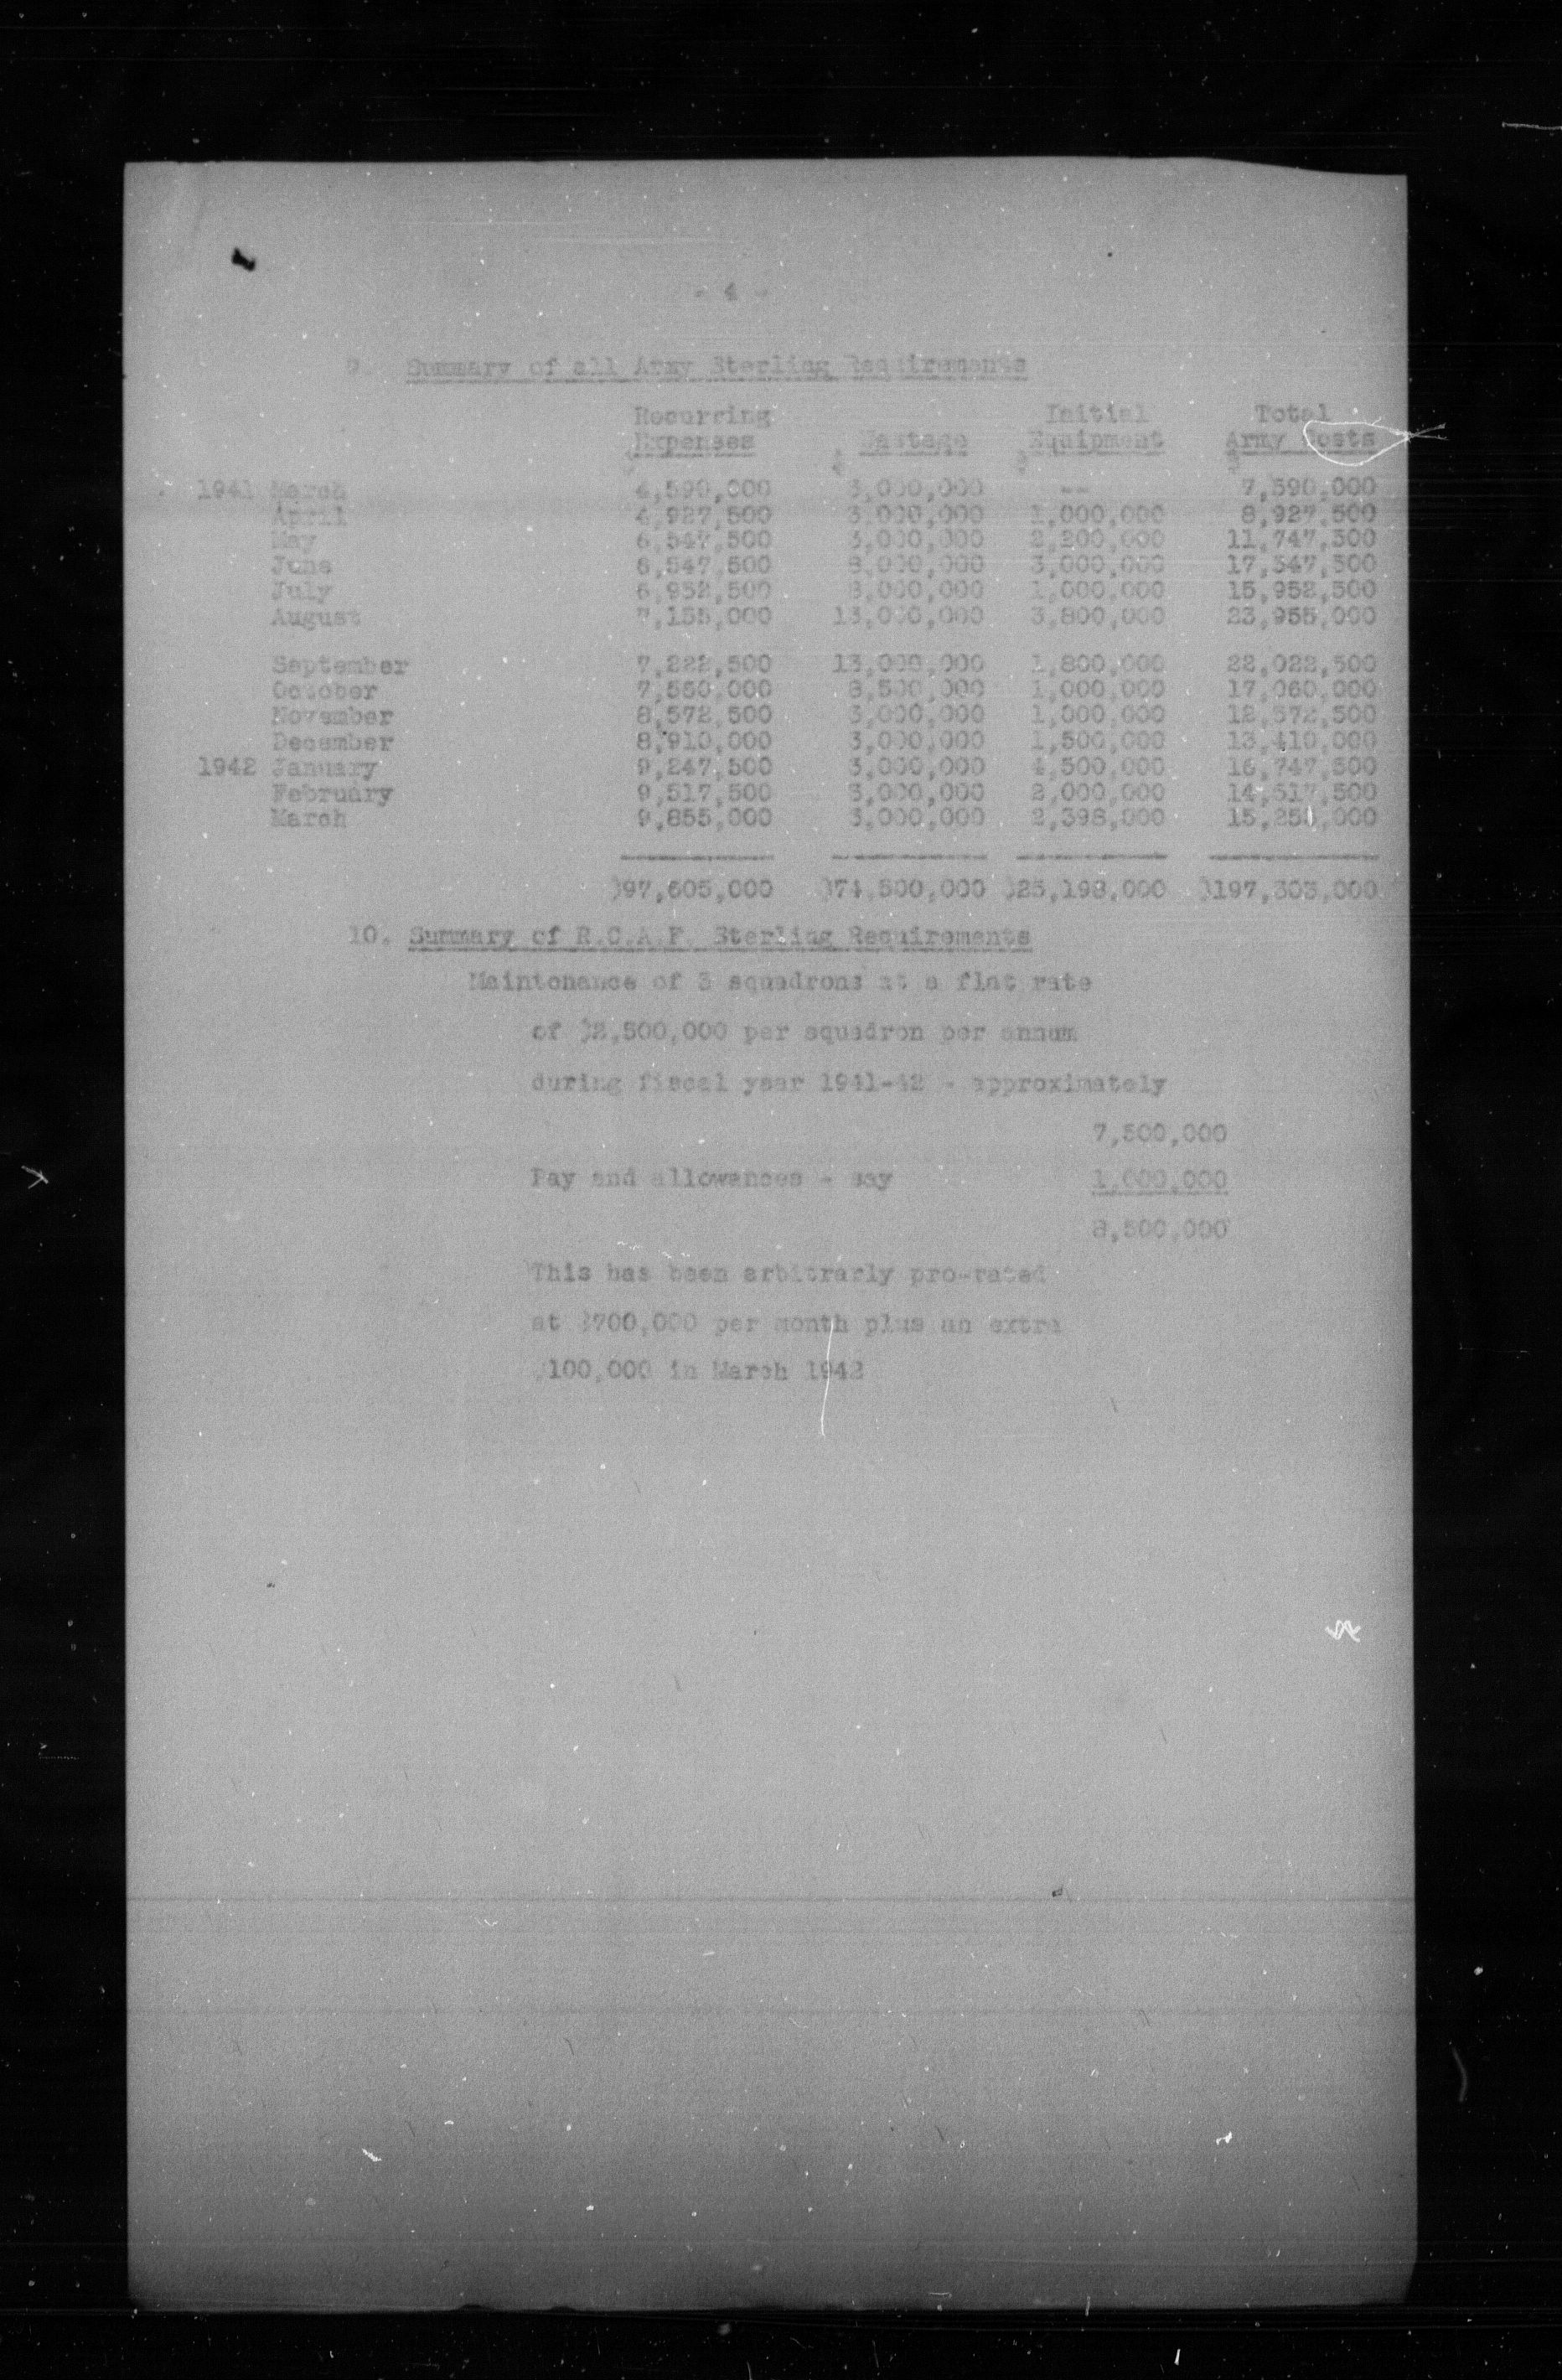 - 4 -
9. Summary of all Army Sterling Requirements
Recurring Initial Total
Expenses Wastage Equipment Army Costs
$ $ $ $
1941 March 4,590,000 3,000,000 -- 7,590,000
April 4,927,500 3,000,000 1,000,000 8,927,500
May 6,547,500 3,000,000 2,200,000 11,747,500
June 6,547,500 8,000,000 3,000,000 17,547,500
July 6,952,500 8,000,000 1,000,000 15,952,500
August 7,155,000 13,000,000 3,800,000 23,955,000
September 7,222,500 13,000,000 1,800,000 22,022,500
October 7,560,000 8,500,000 1,000,000 17,060,000
November 8,572,500 3,000,000 1,000,000 12,572,500
December 8,910,000 3,000,000 1,500,000 13,410,000
1942 January 9,247,500 3,000,000 4,500,000 16,747,500
February 9,517,500 3,000,000 2,000,000 14,517,500
March 9,855,000 3,000,000 2,398,000 15,253,000
$97,605,000 $74,500,000 $25,198,000 $197,303,000
10. Summary of R.C.A.F. Sterling Requirements
Maintenance of 3 squadrons at a flat rate
of $2,500,000 per squadron per annum
during fiscal year 1941-42 - approximately
7,500,000
Pay and allowances - say 1,000,000
8,500,000
This has been arbitrarly pro-rated
at $700,000 per month plus an extra
$100,000 in March 1942